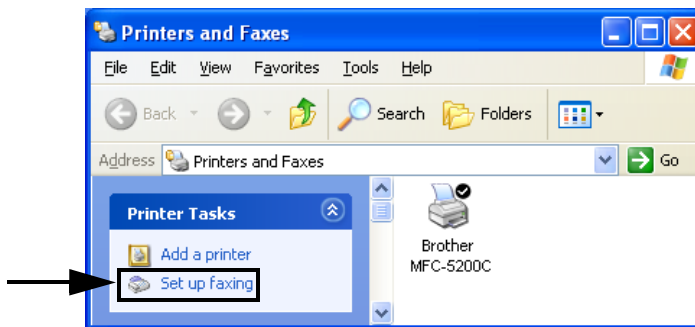 Printers and Faxes
File Edit View Favorites Tools Help
Back Search Folders
Address Printers and Faxes Go
Printer Tasks
Add a printer
Set up faxing
Brother
MFC-5200C